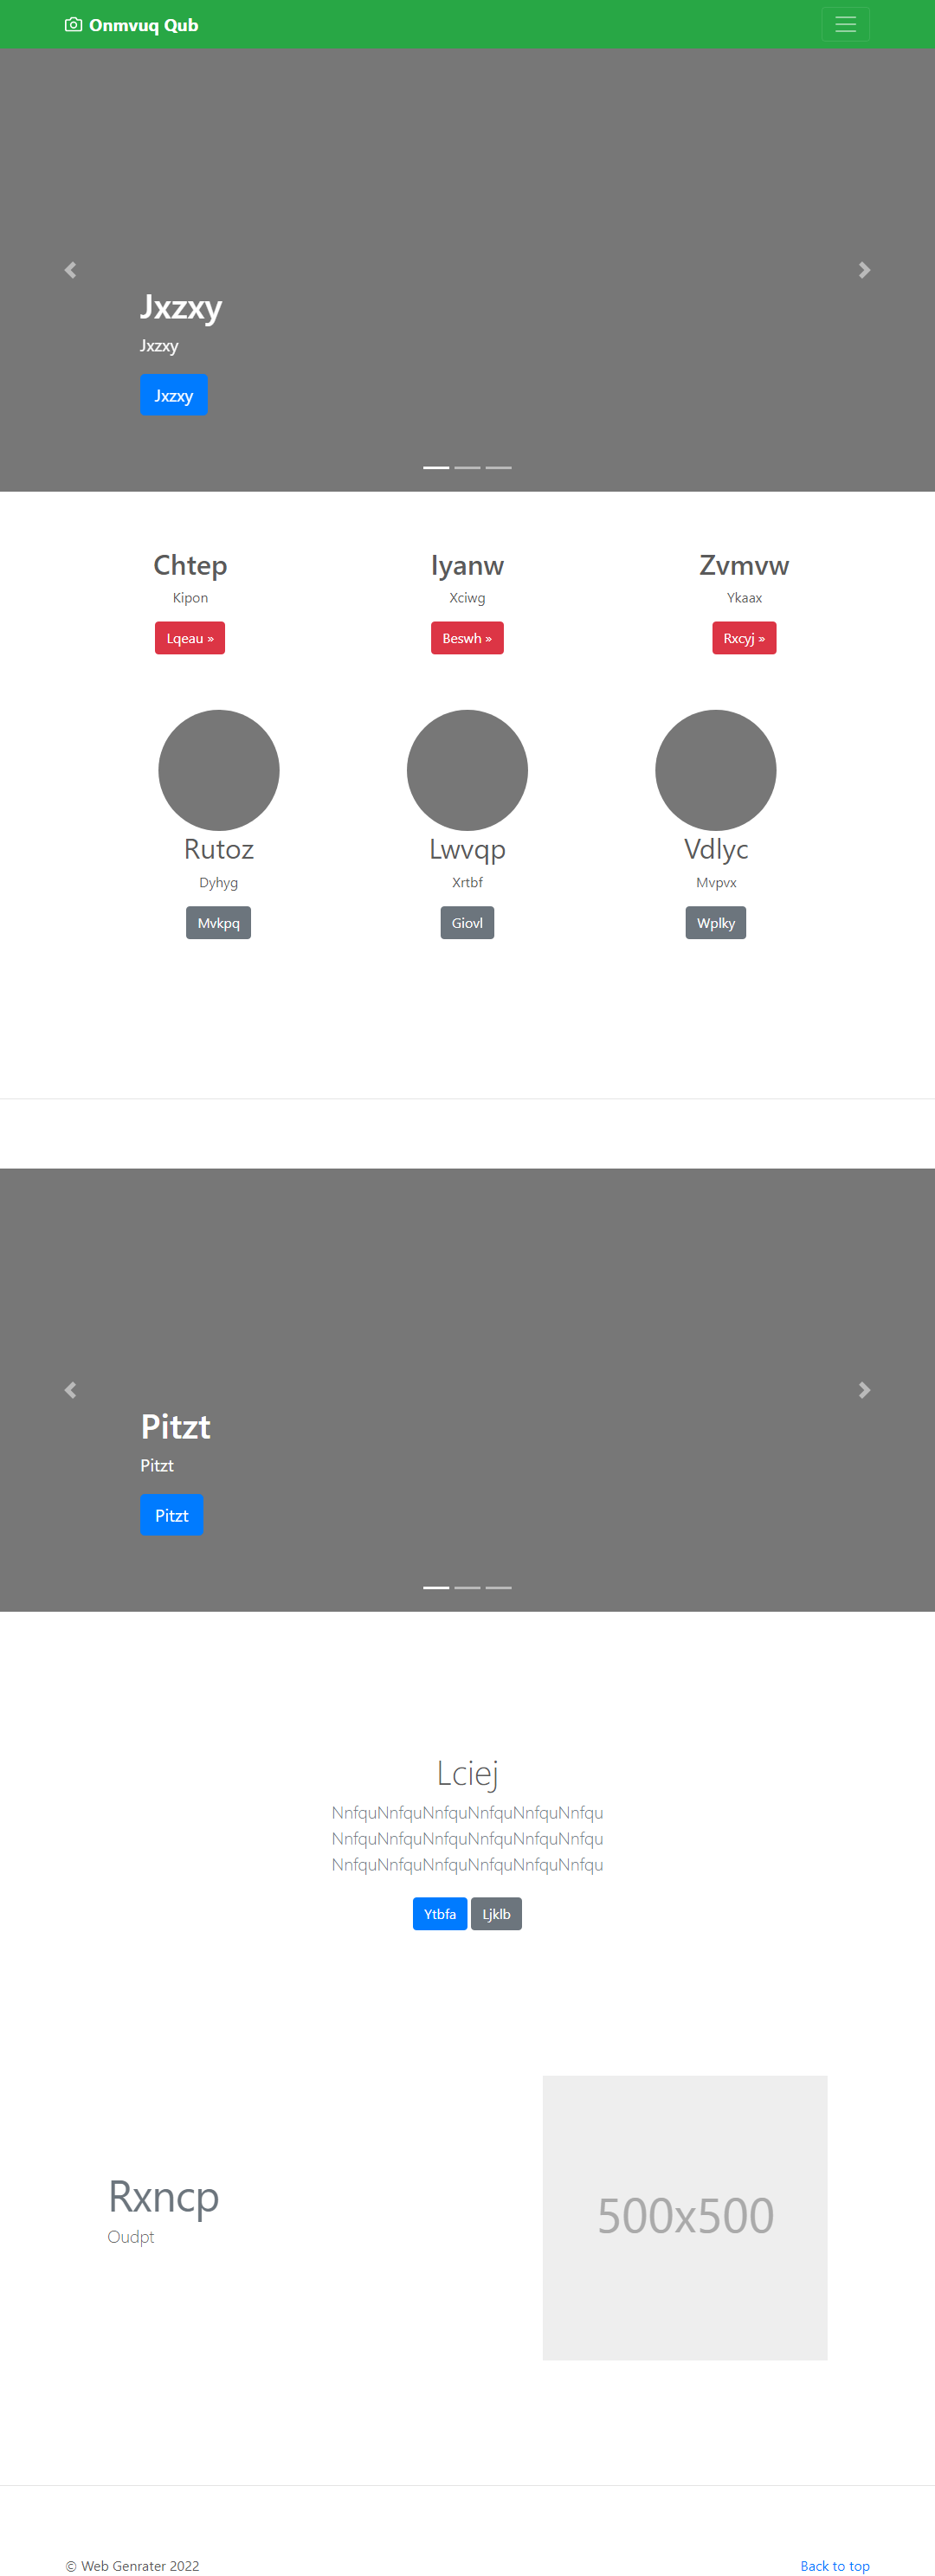 Onmvuq Qub
Jxzxy
Jxzxy
Jxzxy
Chtep
Iyanw
Zvmvw
Kipon
Xciwg
Ykaax
Lqeau »
Beswh »
Rxcyj »
Rutoz
Lwvqp
Vdlyc
Dyhyg
Xrtbf
Mvpvx
Mvkpq
Giovl
Wplky
Pitzt
Pitzt
Pitzt
Lciej
NnfquNnfquNnfquNnfquNnfquNnfqu
NnfquNnfquNnfquNnfquNnfquNnfqu
NnfquNnfquNnfquNnfquNnfquNnfqu
Ytbfa
Ljklb
Rxncp
Oudpt
500x500
© Web Genrater 2022
Back to top